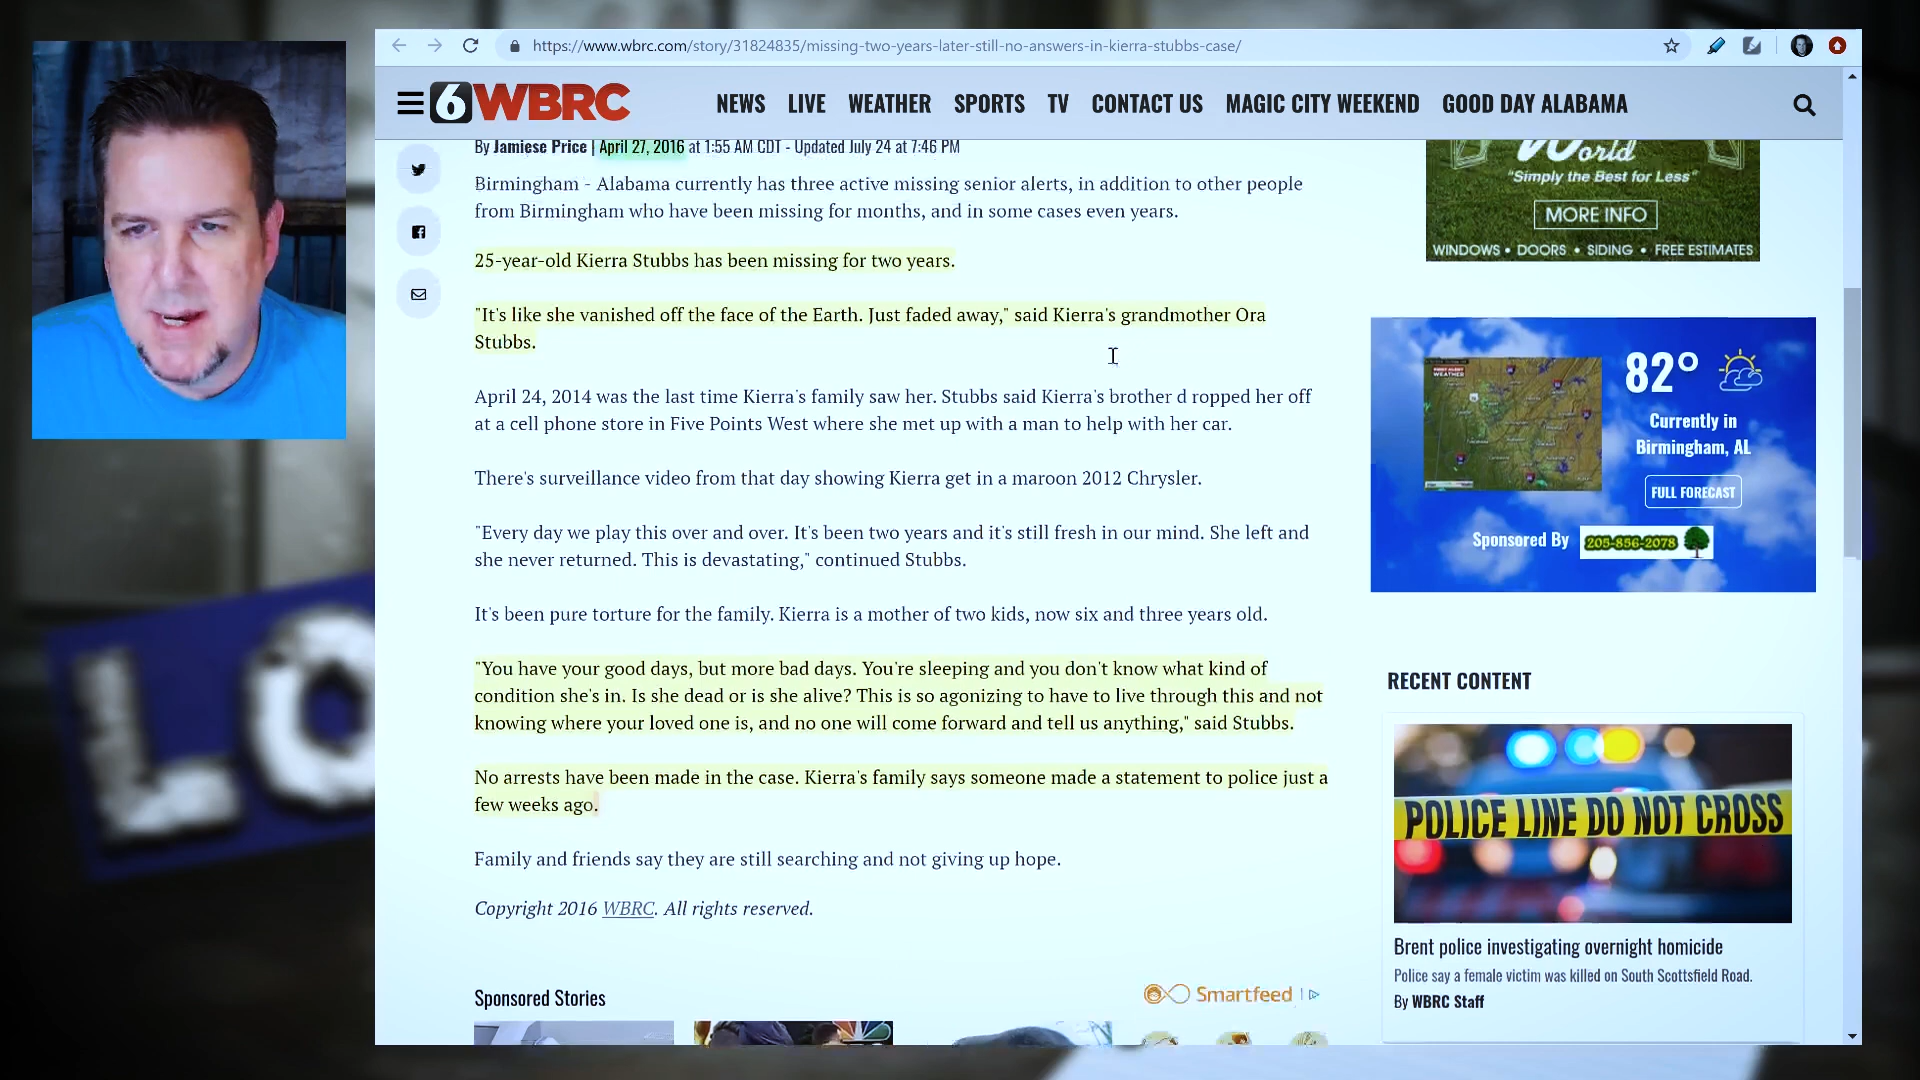 https://www.wbrc.com/story/31824835/missing-two-years-later-still-no-answers-in-kierra-stubbs-case/
6 WBRC
NEWS LIVE WEATHER SPORTS TV CONTACT US MAGIC CITY WEEKEND GOOD DAY ALABAMA
By Jamiese Price | April 27, 2016 at 1:55 AM CDT - Updated July 24 at 7:46 PM
Birmingham - Alabama currently has three active missing senior alerts, in addition to other people
from Birmingham who have been missing for months, and in some cases even years.
25-year-old Kierra Stubbs has been missing for two years.
"It's like she vanished off the face of the Earth. Just faded away," said Kierra's grandmother Ora
Stubbs.
April 24, 2014 was the last time Kierra's family saw her. Stubbs said Kierra's brother d ropped her off
at a cell phone store in Five Points West where she met up with a man to help with her car.
There's surveillance video from that day showing Kierra get in a maroon 2012 Chrysler.
"Every day we play this over and over. It's been two years and it's still fresh in our mind. She left and
she never returned. This is devastating," continued Stubbs.
It's been pure torture for the family. Kierra is a mother of two kids, now six and three years old.
"You have your good days, but more bad days. You're sleeping and you don't know what kind of
condition she's in. Is she dead or is she alive? This is so agonizing to have to live through this and not
knowing where your loved one is, and no one will come forward and tell us anything," said Stubbs.
No arrests have been made in the case. Kierra's family says someone made a statement to police just a
few weeks ago.
Family and friends say they are still searching and not giving up hope.
Copyright 2016 WBRC. All rights reserved.
Sponsored Stories
Smartfeed
World
"Simply the Best for Less"
MORE INFO
WINDOWS • DOORS • SIDING • FREE ESTIMATES
82°
Currently in
Birmingham, AL
FULL FORECAST
Sponsored By 205-856-2078
RECENT CONTENT
POLICE LINE DO NOT CROSS
Brent police investigating overnight homicide
Police say a female victim was killed on South Scottsfield Road.
By WBRC Staff
LO